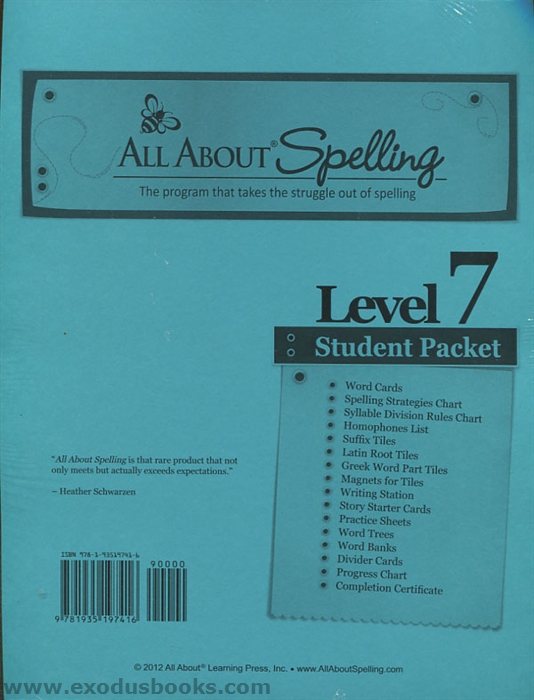 ALL ABOUT® Spelling
The program that takes the struggle out of spelling
Level 7
Student Packet
Word Cards
Spelling Strategies Chart
Syllable Division Rules Chart
Homophones List
Suffix Tiles
Latin Root Tiles
Greek Word Part Tiles
Magnets for Tiles
Writing Station
Story Starter Cards
Practice Sheets
Word Trees
Word Banks
Divider Cards
Progress Chart
Completion Certificate
"All About Spelling is that rare product that not
only meets but actually exceeds expectations."
– Heather Schwarzen
ISBN 978-1-935197-41-6
90000
9 781935 197416
© 2012 All About® Learning Press, Inc. • www.AllAboutSpelling.com
www.exodusbooks.com